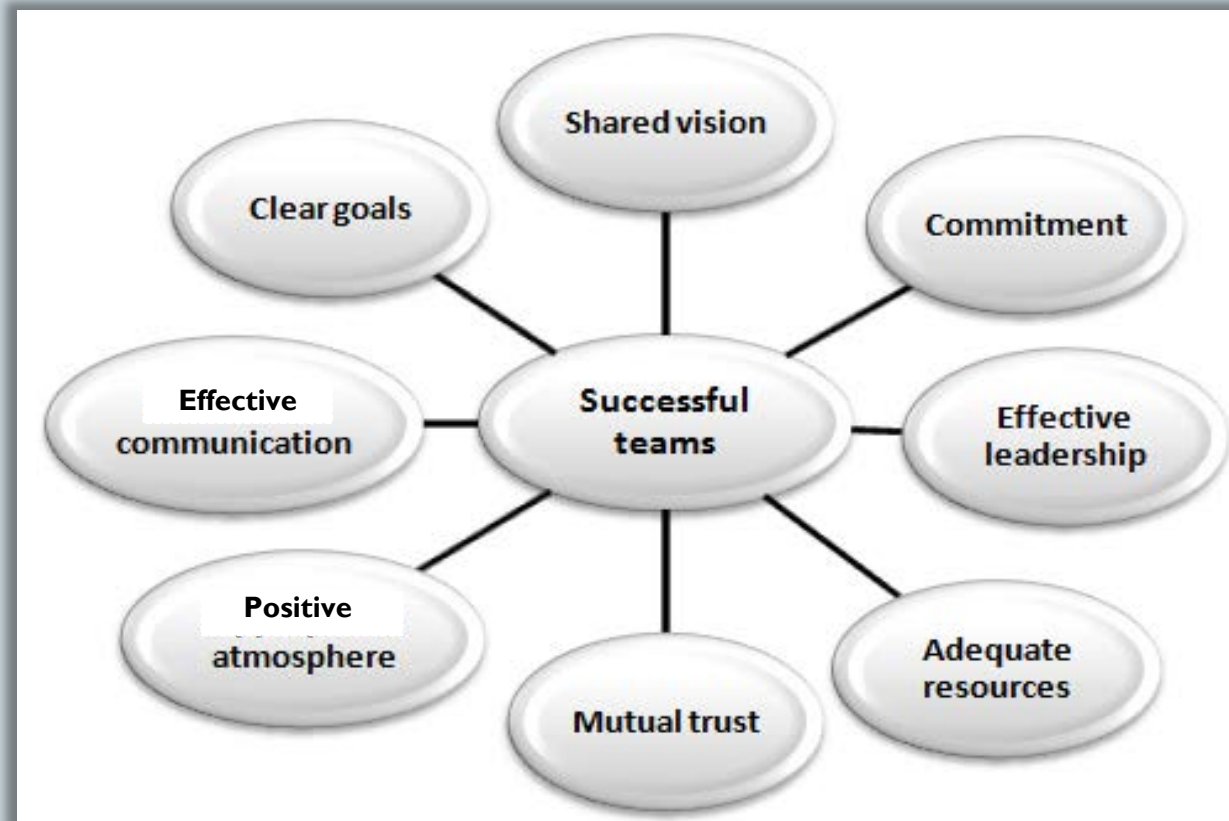 Shared vision
Clear goals
Commitment
Effective
communication
Successful
teams
Effective
leadership
Positive
atmosphere
Mutual trust
Adequate
resources